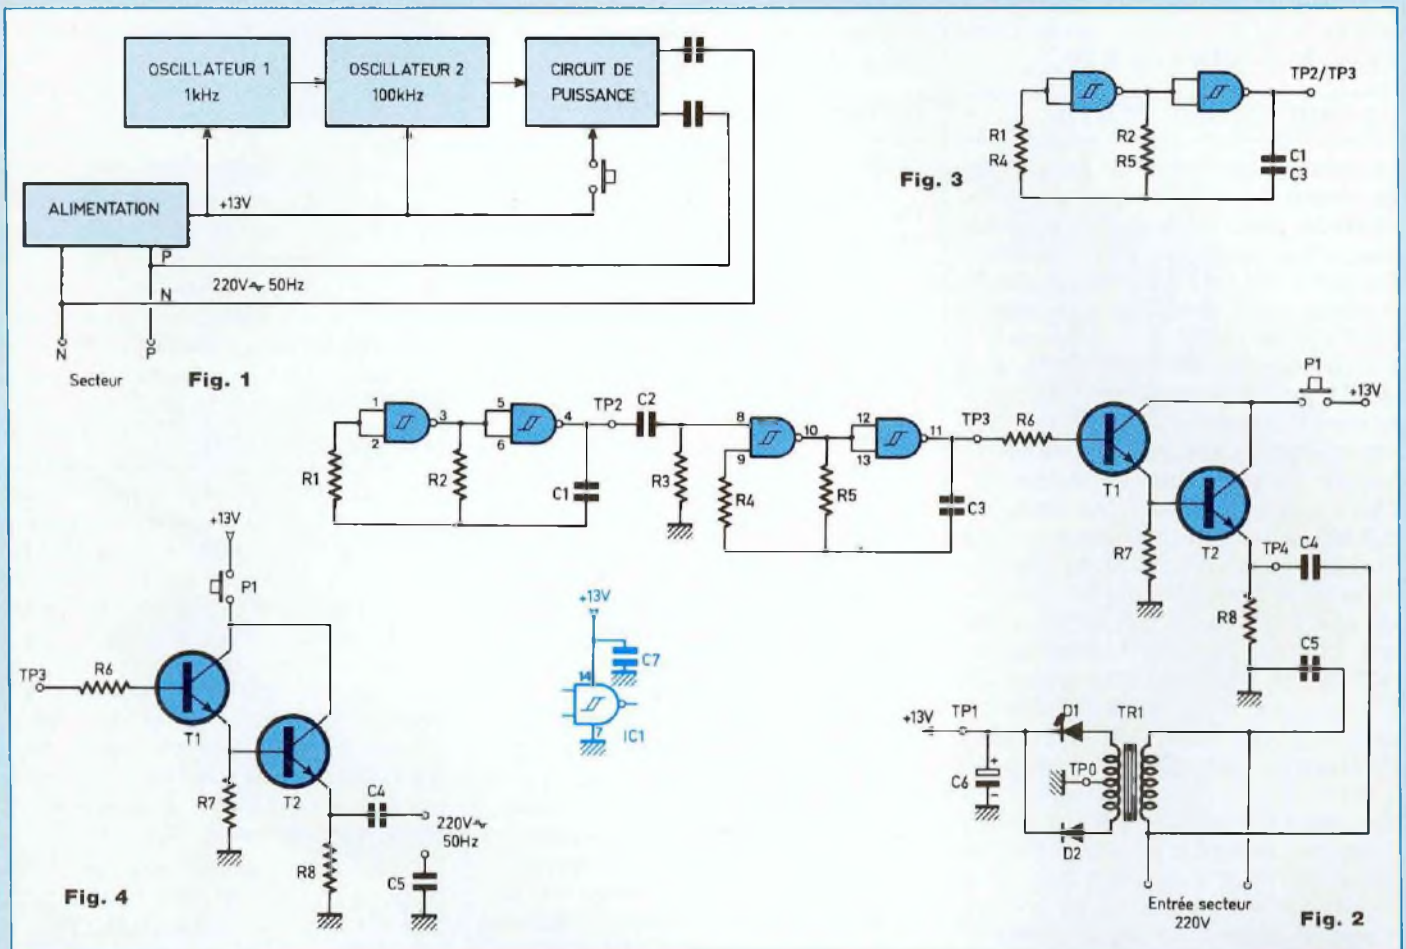 OSCILLATEUR 1
1kHz
OSCILLATEUR 2
100kHz
CIRCUIT DE
PUISSANCE
ALIMENTATION
+13V
P
220V 50Hz
N
N
P
Secteur
Fig. 1
TP2/TP3
R1
R4
R2
R5
C1
C3
Fig. 3
1
2
3
5
6
4
TP2
C2
R1
R2
C1
R3
8
9
10
12
13
11
TP3
R6
R4
R5
C3
P1
+13V
T1
T2
R7
TP4
C4
R8
C5
+13V
TP1
D1
TR1
C6
+
-
TP0
D2
Entrée secteur
220V
Fig. 2
+13V
C7
14
7
IC1
+13V
P1
TP3
R6
T1
R7
T2
C4
220V
50Hz
R8
C5
Fig. 4